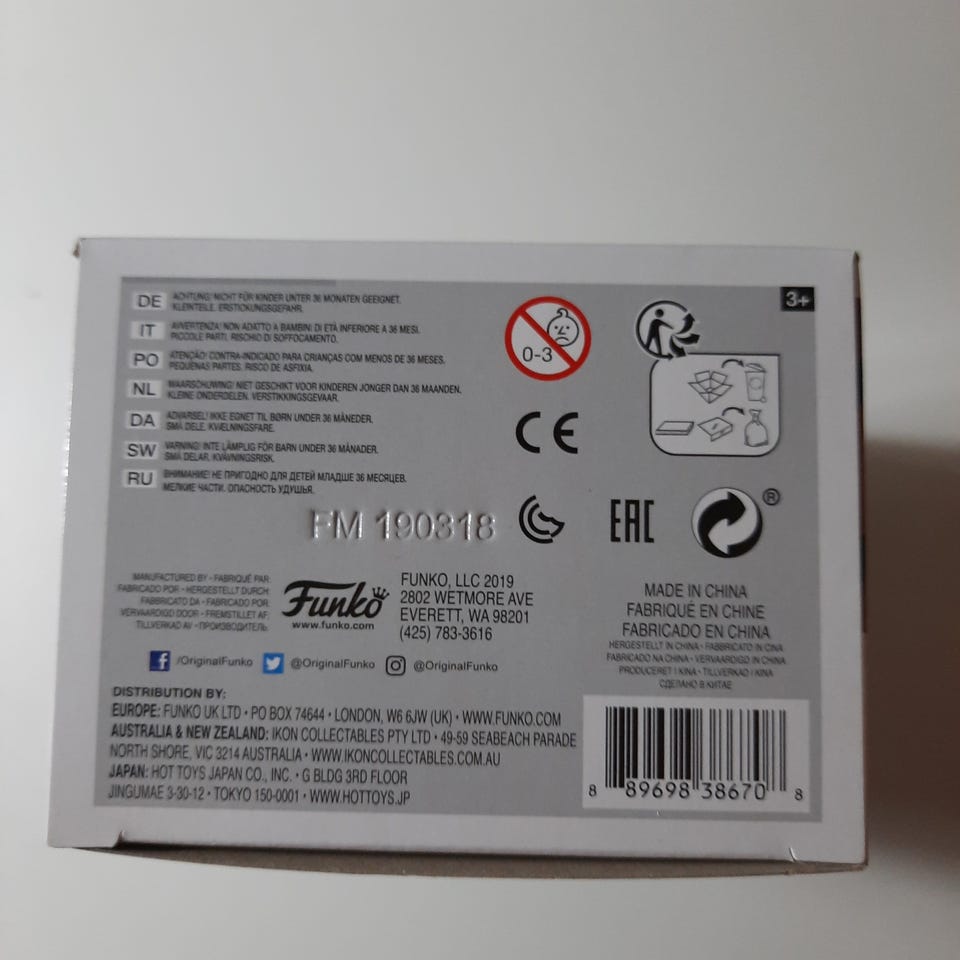 DE ACHTUNG! NICHT FÜR KINDER UNTER 36 MONATEN GEEIGNET.
KLEINTEILE. ERSTICKUNGSGEFAHR.
IT AVVERTENZA! NON ADATTO A BAMBINI DI ETÀ INFERIORE A 36 MESI.
PICCOLE PARTI. RISCHIO DI SOFFOCAMENTO.
PO ATENÇÃO! CONTRA-INDICADO PARA CRIANÇAS COM MENOS DE 36 MESES.
PEQUENAS PARTES. RISCO DE ASFIXIA.
NL WAARSCHUWING! NIET GESCHIKT VOOR KINDEREN JONGER DAN 36 MAANDEN.
KLEINE ONDERDELEN. VERSTIKKINGSGEVAAR.
DA ADVARSEL! IKKE EGNET TIL BØRN UNDER 36 MÅNEDER.
SMÅ DELE. KVÆLNINGSFARE.
SW VARNING! INTE LÄMPLIG FÖR BARN UNDER 36 MÅNADER.
SMÅ DELAR. KVÄVNINGSRISK.
RU ВНИМАНИЕ! НЕ ПРИГОДНО ДЛЯ ДЕТЕЙ МЛАДШЕ 36 МЕСЯЦЕВ.
МЕЛКИЕ ЧАСТИ. ОПАСНОСТЬ УДУШЬЯ.
0-3
3+
CE
FM 190318
EAC
®
MANUFACTURED BY • FABRIQUÉ PAR
FABRICADO POR • HERGESTELLT DURCH
FABBRICATO DA • FABRICADO POR
VERVAARDIGD DOOR • FREMSTILLET AF:
TILLVERKAD AV • ПРОИЗВОДИТЕЛЬ:
Funko
www.funko.com
FUNKO, LLC 2019
2802 WETMORE AVE
EVERETT, WA 98201
(425) 783-3616
MADE IN CHINA
FABRIQUÉ EN CHINE
FABRICADO EN CHINA
HERGESTELLT IN CHINA • FABBRICATO IN CINA
FABRICADO NA CHINA • VERVAARDIGD IN CHINA
PRODUCERET I KINA • TILLVERKAD I KINA
СДЕЛАНО В КИТАЕ
f /OriginalFunko @OriginalFunko @OriginalFunko
DISTRIBUTION BY:
EUROPE: FUNKO UK LTD • PO BOX 74644 • LONDON, W6 6JW (UK) • WWW.FUNKO.COM
AUSTRALIA & NEW ZEALAND: IKON COLLECTABLES PTY LTD • 49-59 SEABEACH PARADE
NORTH SHORE, VIC 3214 AUSTRALIA • WWW.IKONCOLLECTABLES.COM.AU
JAPAN: HOT TOYS JAPAN CO., INC. • G BLDG 3RD FLOOR
JINGUMAE 3-30-12 • TOKYO 150-0001 • WWW.HOTTOYS.JP
8 89698 38670 8